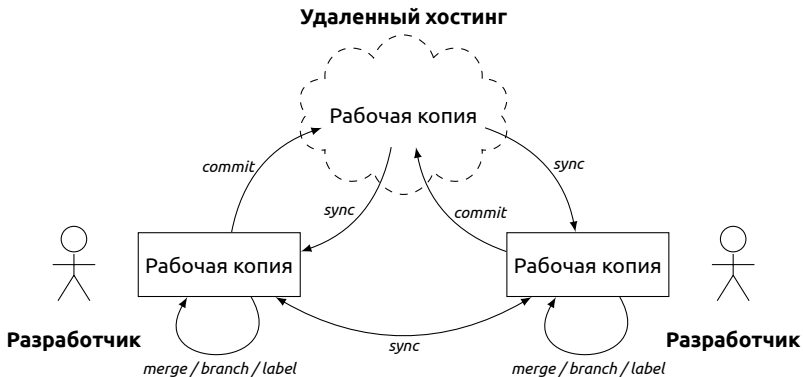 Удаленный хостинг
Рабочая копия
commit
sync
sync
commit
Рабочая копия
Рабочая копия
Разработчик
sync
Разработчик
merge / branch / label
merge / branch / label